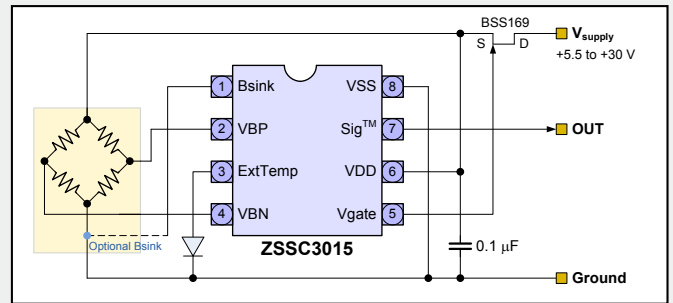 BSS169
S D
Vsupply
+5.5 to +30 V
1 Bsink VSS 8
2 VBP Sig™ 7 OUT
3 ExtTemp VDD 6
4 VBN Vgate 5
Optional Bsink
ZSSC3015
0.1 µF
Ground